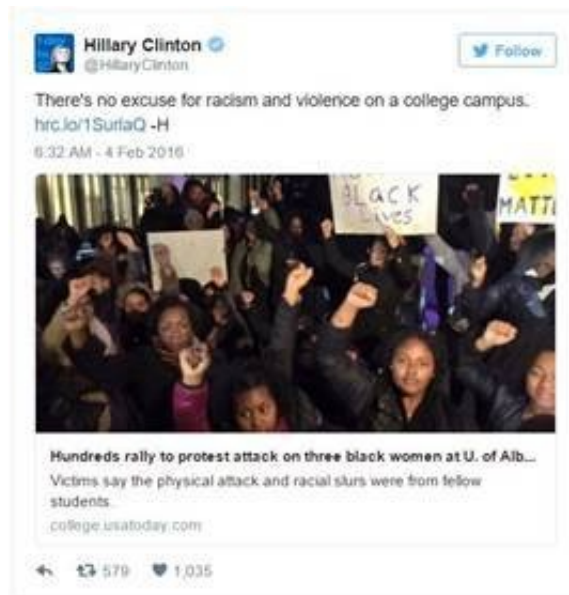 Hillary Clinton
@HillaryClinton
Follow
There's no excuse for racism and violence on a college campus.
hrc.io/1SurlaQ -H
6:32 AM - 4 Feb 2016
BLACK
LIVES
MATT
Hundreds rally to protest attack on three black women at U. of Alb...
Victims say the physical attack and racial slurs were from fellow
students.
college.usatoday.com
579 1,035